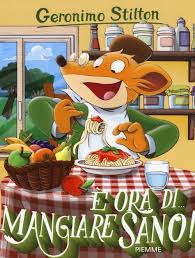 Geronimo Stilton
È ORA DI...
MANGIARE SANO!
PIEMME